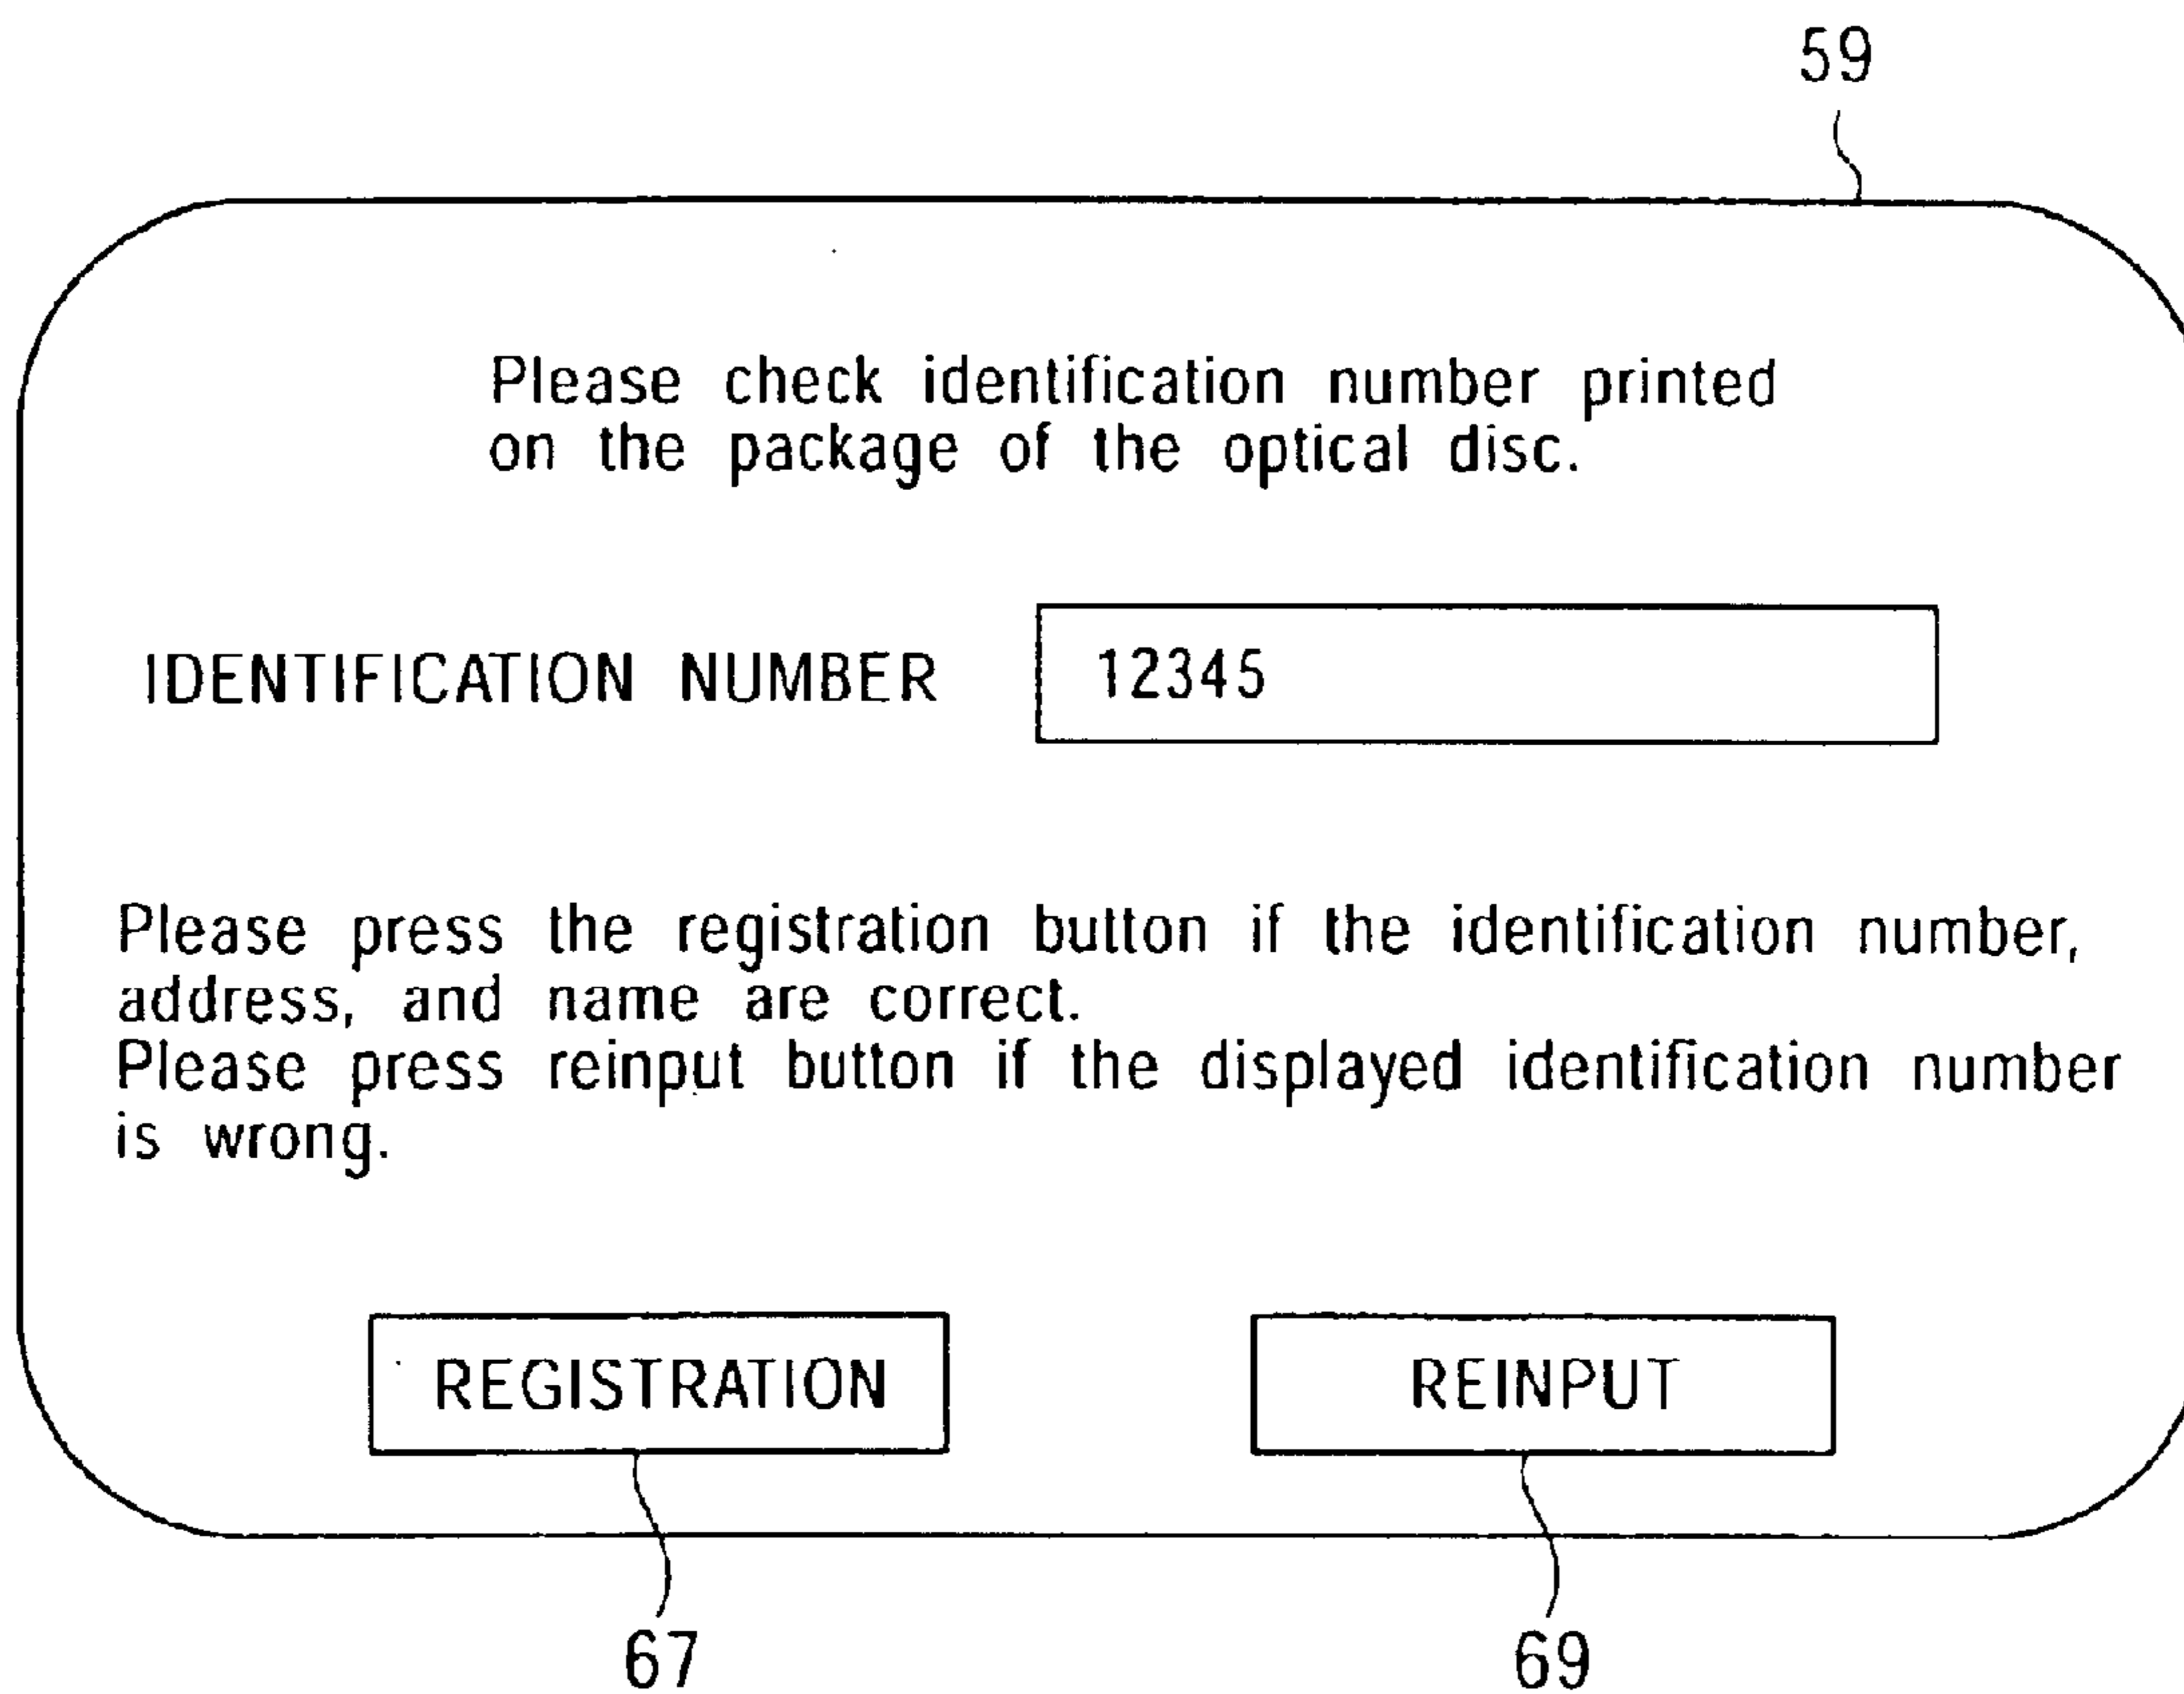 59
Please check identification number printed
on the package of the optical disc.
IDENTIFICATION NUMBER 12345
Please press the registration button if the identification number,
address, and name are correct.
Please press reinput button if the displayed identification number
is wrong.
REGISTRATION REINPUT
67 69